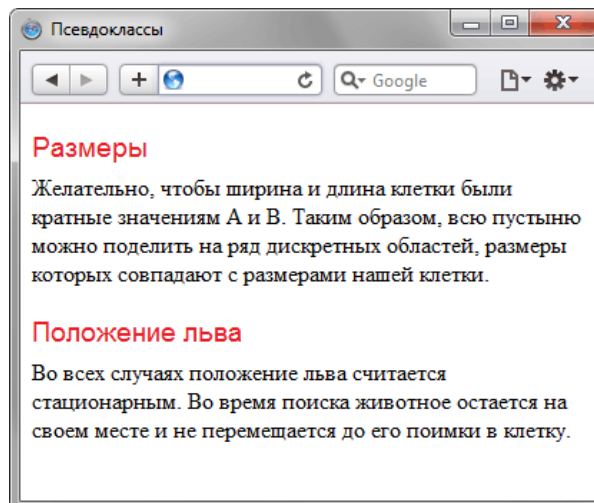 Псевдоклассы
Google
Размеры
Желательно, чтобы ширина и длина клетки были
кратные значениям А и В. Таким образом, всю пустыню
можно поделить на ряд дискретных областей, размеры
которых совпадают с размерами нашей клетки.
Положение льва
Во всех случаях положение льва считается
стационарным. Во время поиска животное остается на
своем месте и не перемещается до его поимки в клетку.